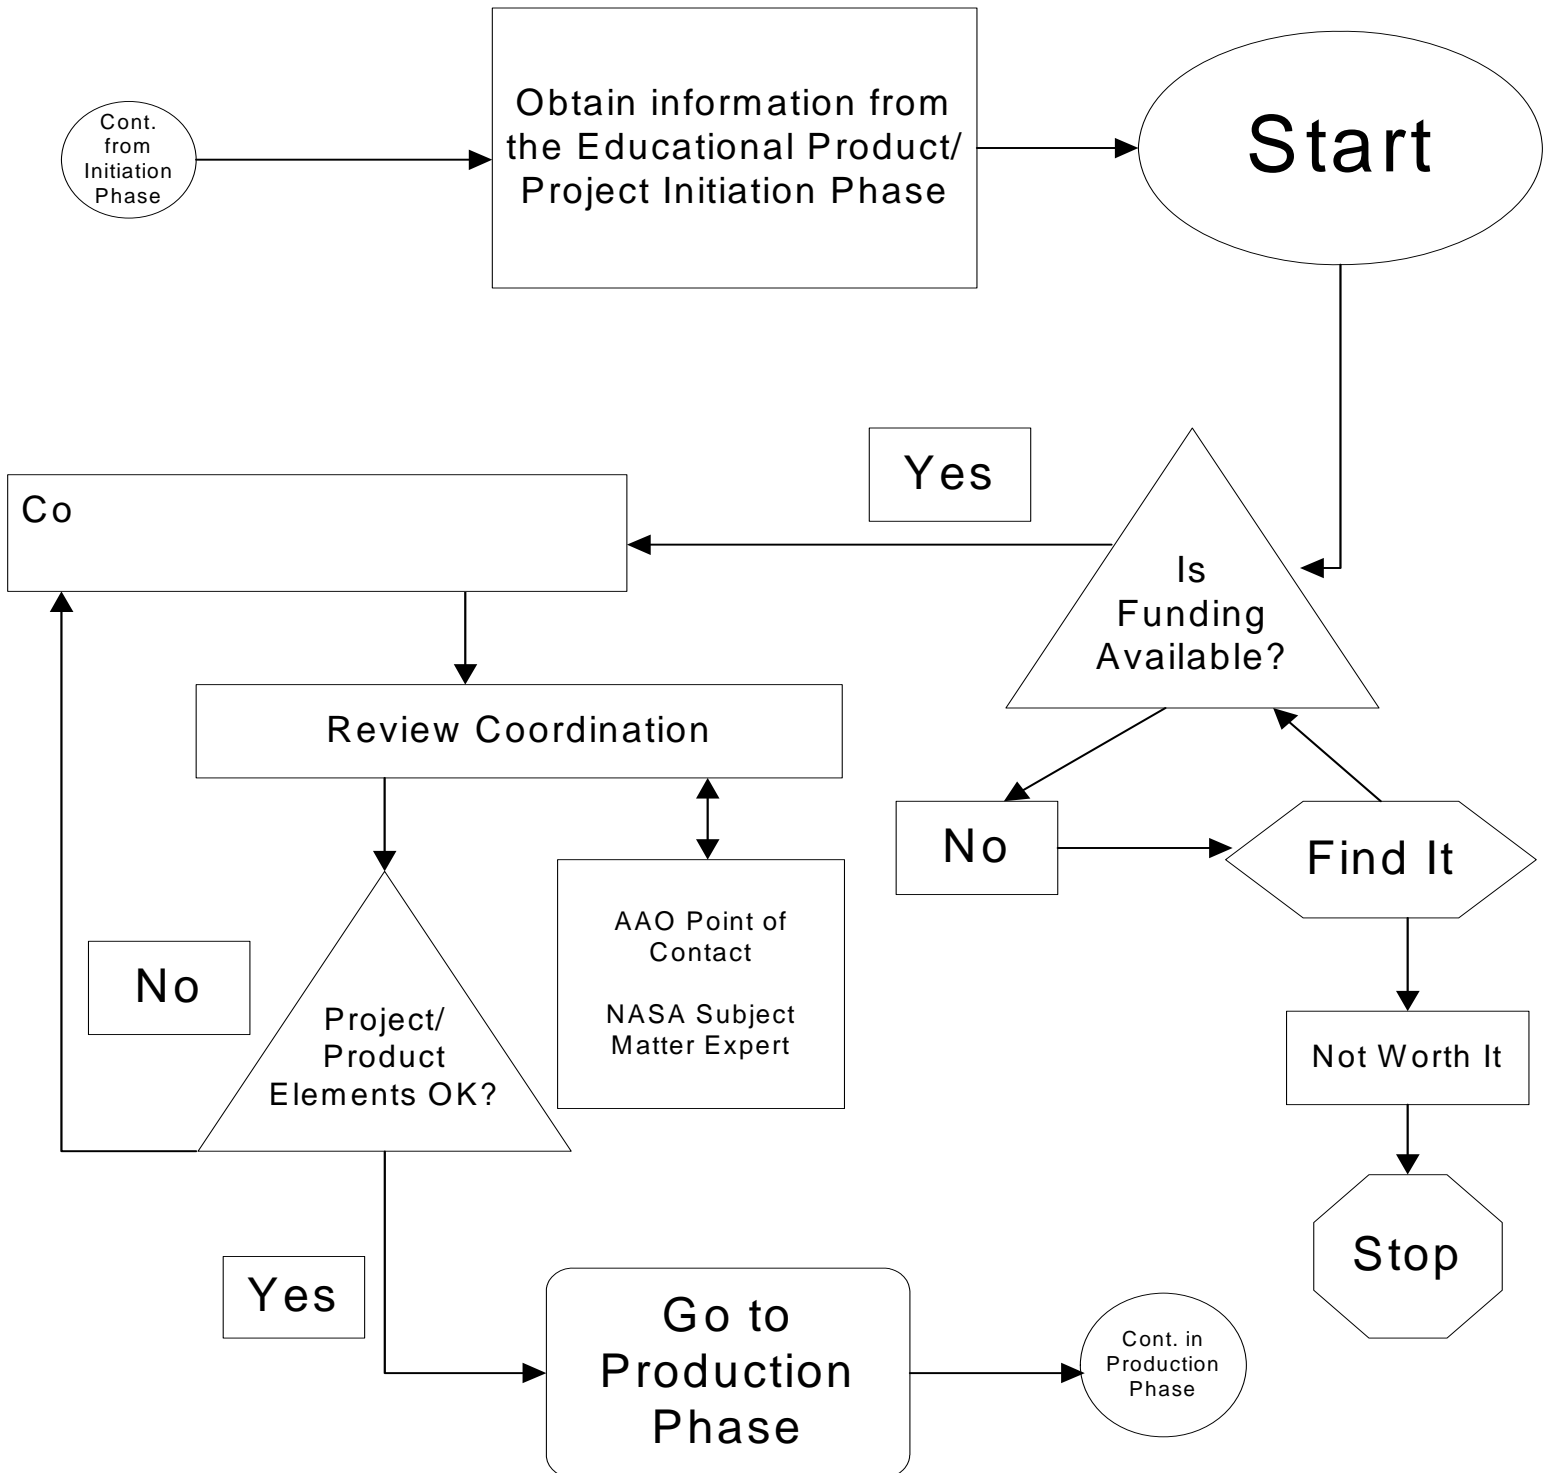 Cont.
from
Initiation
Phase
Obtain information from
the Educational Product/
Project Initiation Phase
Start
Yes
Co
Is
Funding
Available?
Review Coordination
No
Find It
AAO Point of
Contact
NASA Subject
Matter Expert
No
Project/
Product
Elements OK?
Not Worth It
Stop
Yes
Go to
Production
Phase
Cont. in
Production
Phase